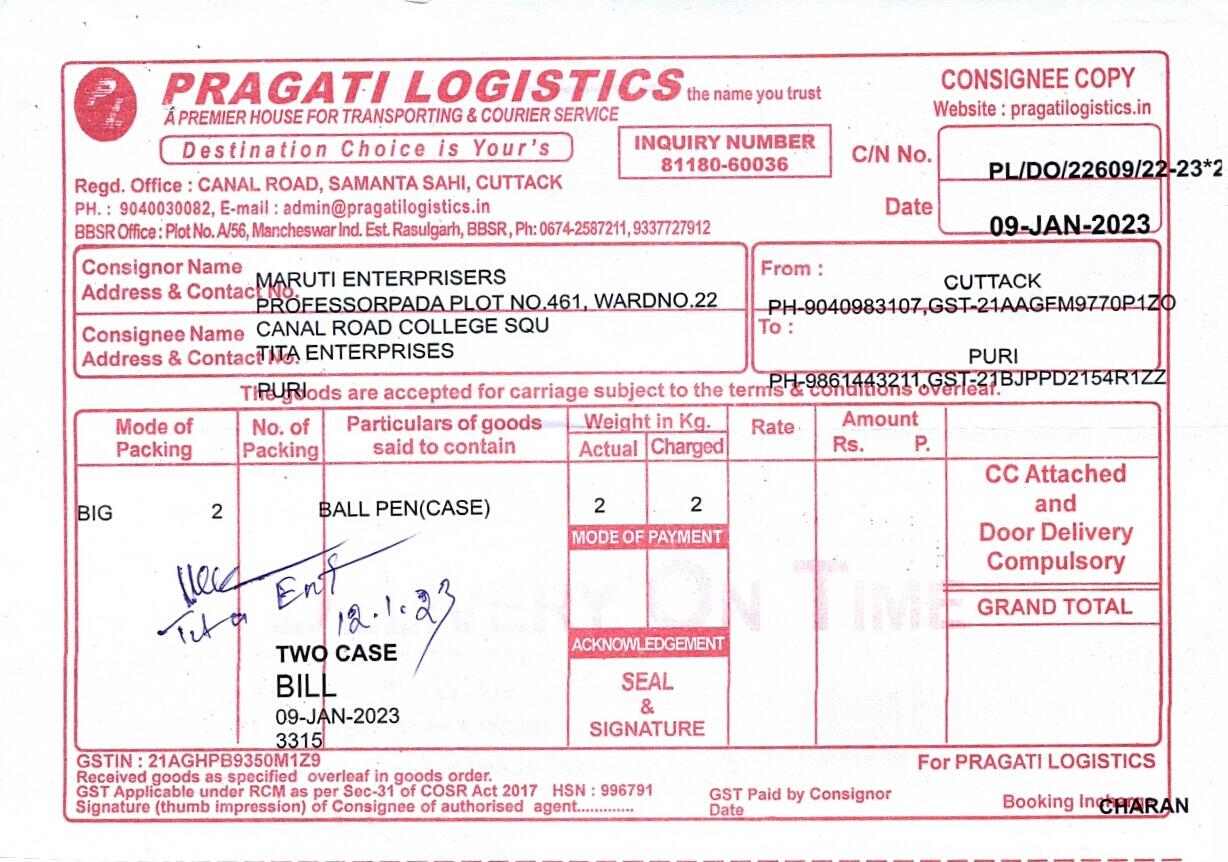 PRAGATI LOGISTICS the name you trust
A PREMIER HOUSE FOR TRANSPORTING & COURIER SERVICE
Destination Choice is Your's
CONSIGNEE COPY
Website : pragatilogistics.in
INQUIRY NUMBER
81180-60036
C/N No. PL/DO/22609/22-23*2
Date 09-JAN-2023
Regd. Office : CANAL ROAD, SAMANTA SAHI, CUTTACK
PH. : 9040030082, E-mail : admin@pragatilogistics.in
BBSR Office : Plot No. A/56, Mancheswar Ind. Est. Rasulgarh, BBSR, Ph: 0674-2587211, 9337727912
Consignor Name MARUTI ENTERPRISERS
Address & Contact No. PROFESSORPADA PLOT NO.461, WARDNO.22
From : CUTTACK
PH-9040983107,GST-21AAGFM9770P1ZO
Consignee Name CANAL ROAD COLLEGE SQU
Address & Contact No. TITA ENTERPRISES
PURI
To : PURI
PH-9861443211,GST-21BJPPD2154R1ZZ
The goods are accepted for carriage subject to the terms & conditions overleaf.
Mode of Packing No. of Packing Particulars of goods said to contain Weight in Kg. Actual Charged Rate Amount Rs. P.
BIG 2 BALL PEN(CASE) 2 2
CC Attached
and
Door Delivery
Compulsory
MODE OF PAYMENT
GRAND TOTAL
DELIVERY ON TIME
Tita Ent
12.1.23
ACKNOWLEDGEMENT
SEAL
&
SIGNATURE
TWO CASE
BILL
09-JAN-2023
3315
GSTIN : 21AGHPB9350M1Z9
Received goods as specified overleaf in goods order.
GST Applicable under RCM as per Sec-31 of COSR Act 2017 HSN : 996791
Signature (thumb impression) of Consignee of authorised agent.............
GST Paid by Consignor
Date
For PRAGATI LOGISTICS
Booking Incharge CHARAN